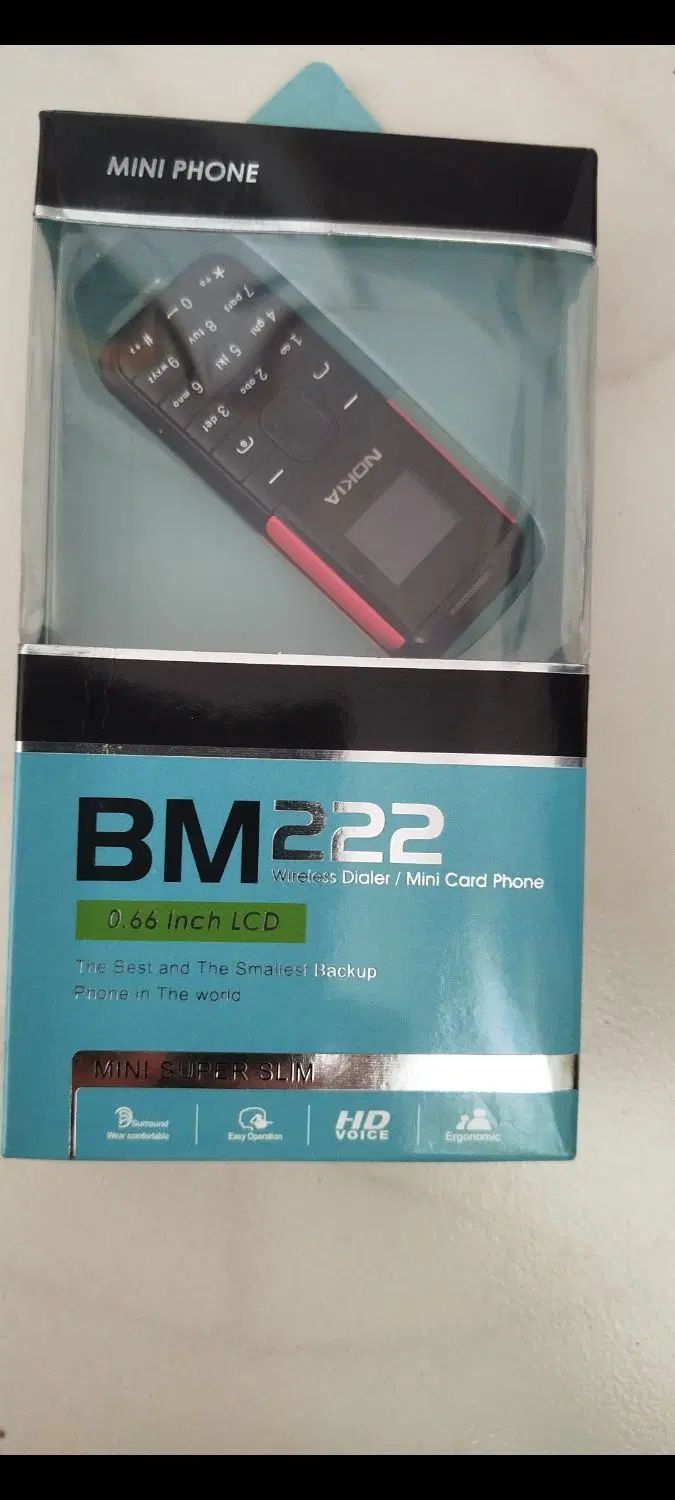 MINI PHONE
* +e
0
# ↑e
7 pqrs
8 tuv
9 wxyz
4 ghi
5 jkl
6 mno
1
2 abc
3 def
NOKIA
BM222
Wireless Dialer / Mini Card Phone
0.66 Inch LCD
The Best and The Smallest Backup
Phone in The world
MINI SUPER SLIM
Surround
Wear comfortable
Easy Operation
HD
VOICE
Ergonomic